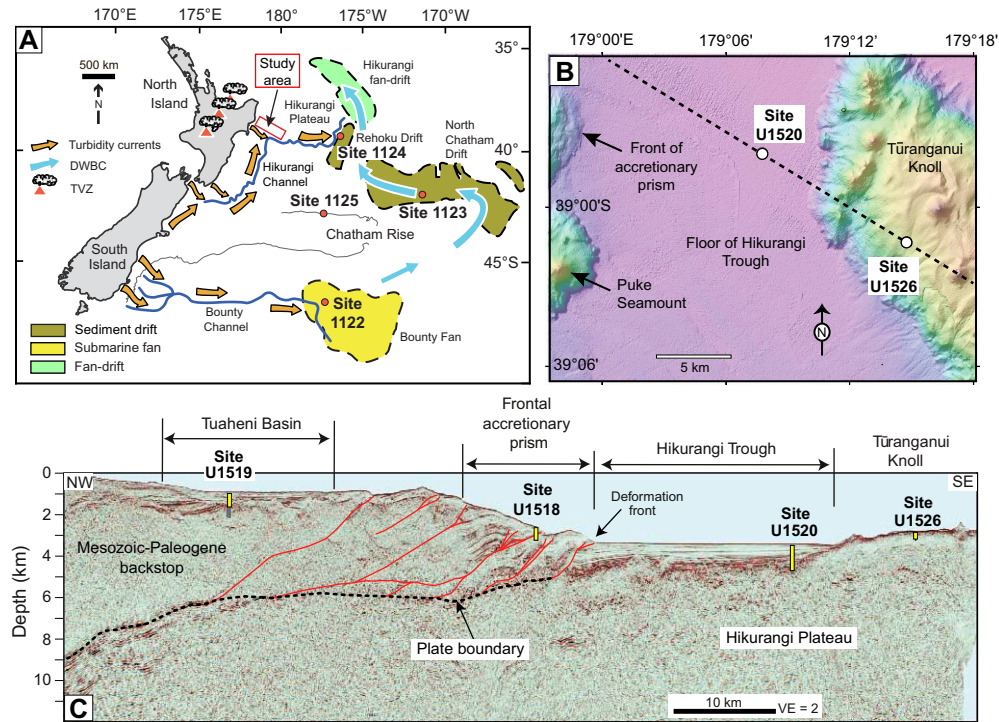 170°E
175°E
180°
175°W
170°W
A
500 km
N
North
Island
Study
area
Hikurangi
fan-drift
Hikurangi
Plateau
35°
40°
45°S
Rehoku Drift
Site 1124
North
Chatham
Drift
Turbidity currents
DWBC
TVZ
Hikurangi
Channel
Site 1125
Site 1123
Chatham Rise
South
Island
Bounty
Channel
Site
1122
Bounty Fan
Sediment drift
Submarine fan
Fan-drift
179°00'E
179°06'
179°12'
179°18'
B
Site
U1520
Tūranganui
Knoll
Front of
accretionary
prism
39°00'S
Floor of Hikurangi
Trough
Site
U1526
Puke
Seamount
N
39°06'
5 km
Tuaheni Basin
Frontal
accretionary
prism
Hikurangi Trough
Tūranganui
Knoll
0
2
4
6
8
10
Depth (km)
NW
SE
Site
U1519
Site
U1518
Deformation
front
Site
U1520
Site
U1526
Mesozoic-Paleogene
backstop
Plate boundary
Hikurangi Plateau
C
10 km
VE = 2